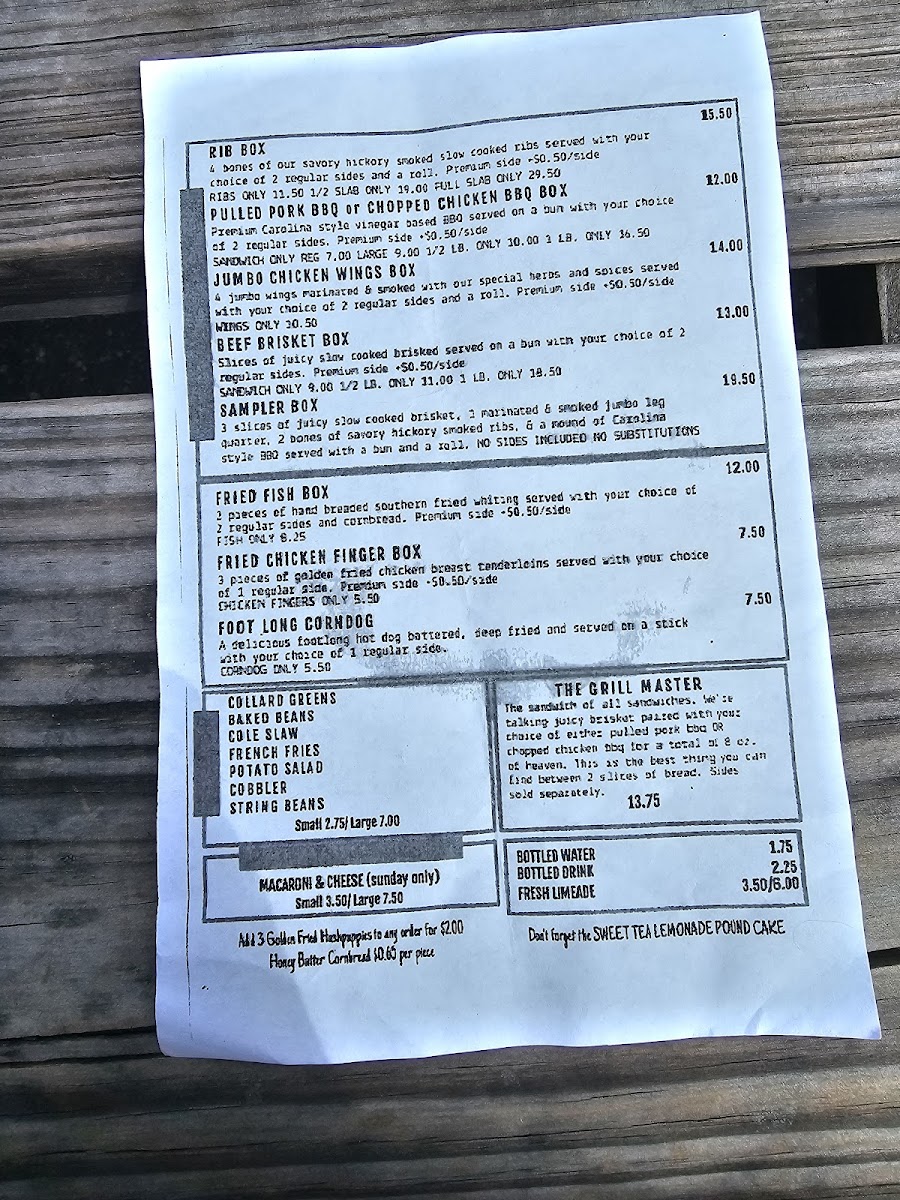 RIB BOX 15.50
4 bones of our savory hickory smoked slow cooked ribs served with your
choice of 2 regular sides and a roll. Premium side +$0.50/side
RIBS ONLY 11.50 1/2 SLAB ONLY 19.00 FULL SLAB ONLY 29.50
PULLED PORK BBQ or CHOPPED CHICKEN BBQ BOX 12.00
Premium Carolina style vinegar based BBQ served on a bun with your choice
of 2 regular sides. Premium side +$0.50/side
SANDWICH ONLY REG 7.00 LARGE 9.00 1/2 LB. ONLY 10.00 1 LB. ONLY 16.50
JUMBO CHICKEN WINGS BOX 14.00
4 jumbo wings marinated & smoked with our special herbs and spices served
with your choice of 2 regular sides and a roll. Premium side +$0.50/side
WINGS ONLY 10.50
BEEF BRISKET BOX 13.00
Slices of juicy slow cooked brisked served on a bun with your choice of 2
regular sides. Premium side +$0.50/side
SANDWICH ONLY 9.00 1/2 LB. ONLY 11.00 1 LB. ONLY 18.50
SAMPLER BOX 19.50
3 slices of juicy slow cooked brisket, 1 marinated & smoked jumbo leg
quarter, 2 bones of savory hickory smoked ribs, & a mound of Carolina
style BBQ served with a bun and a roll. NO SIDES INCLUDED NO SUBSTITUTIONS
FRIED FISH BOX 12.00
pieces of hand breaded southern fried whiting served with your choice of
2 regular sides and cornbread. Premium side +$0.50/side
FISH ONLY 8.25
FRIED CHICKEN FINGER BOX 7.50
3 pieces of golden fried chicken breast tenderloins served with your choice
of 1 regular side. Premium side +$0.50/side
CHICKEN FINGERS ONLY 5.50
FOOT LONG CORNDOG 7.50
A delicious footlong hot dog battered, deep fried and served on a stick
with your choice of 1 regular side.
CORNDOG ONLY 5.50
COLLARD GREENS
BAKED BEANS
COLE SLAW
FRENCH FRIES
POTATO SALAD
COBBLER
STRING BEANS
Small 2.75/ Large 7.00
THE GRILL MASTER
The sandwich of all sandwiches. We're
talking juicy brisket paired with your
choice of either pulled pork bbq OR
chopped chicken bbq for a total of 8 oz.
of heaven. This is the best thing you can
find between 2 slices of bread. Sides
sold separately.
13.75
MACARONI & CHEESE (sunday only)
Small 3.50/ Large 7.50
BOTTLED WATER 1.75
BOTTLED DRINK 2.25
FRESH LIMEADE 3.50/6.00
Add 3 Golden Fried Hushpuppies to any order for $2.00
Honey Butter Cornbread $0.65 per piece
Don't forget the SWEET TEA LEMONADE POUND CAKE